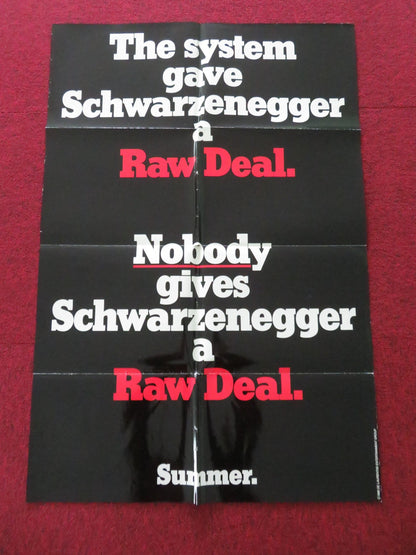 The system
gave
Schwarzenegger
a
Raw Deal.
Nobody
gives
Schwarzenegger
a
Raw Deal.
Summer.